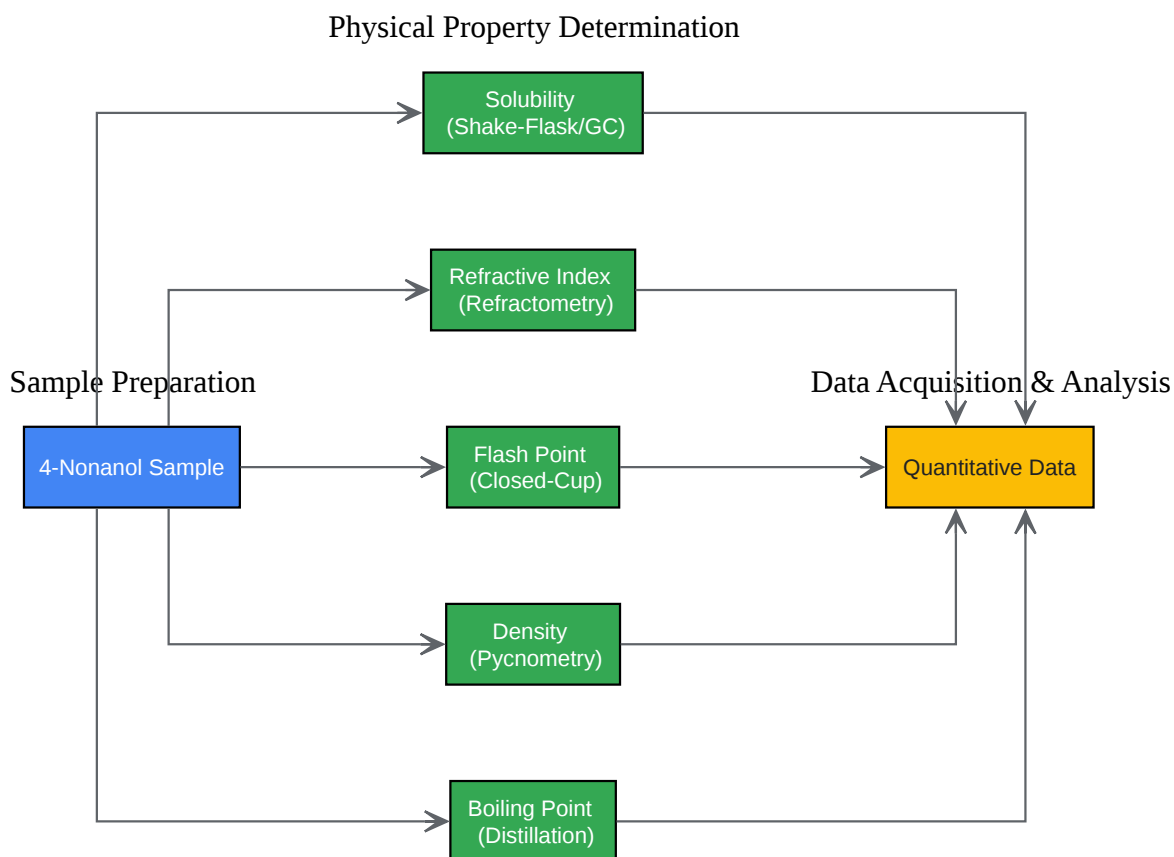 Physical Property Determination
Solubility
(Shake-Flask/GC)
Refractive Index
(Refractometry)
Sample Preparation
Data Acquisition & Analysis
4-Nonanol Sample
Flash Point
(Closed-Cup)
Quantitative Data
Density
(Pycnometry)
Boiling Point
(Distillation)